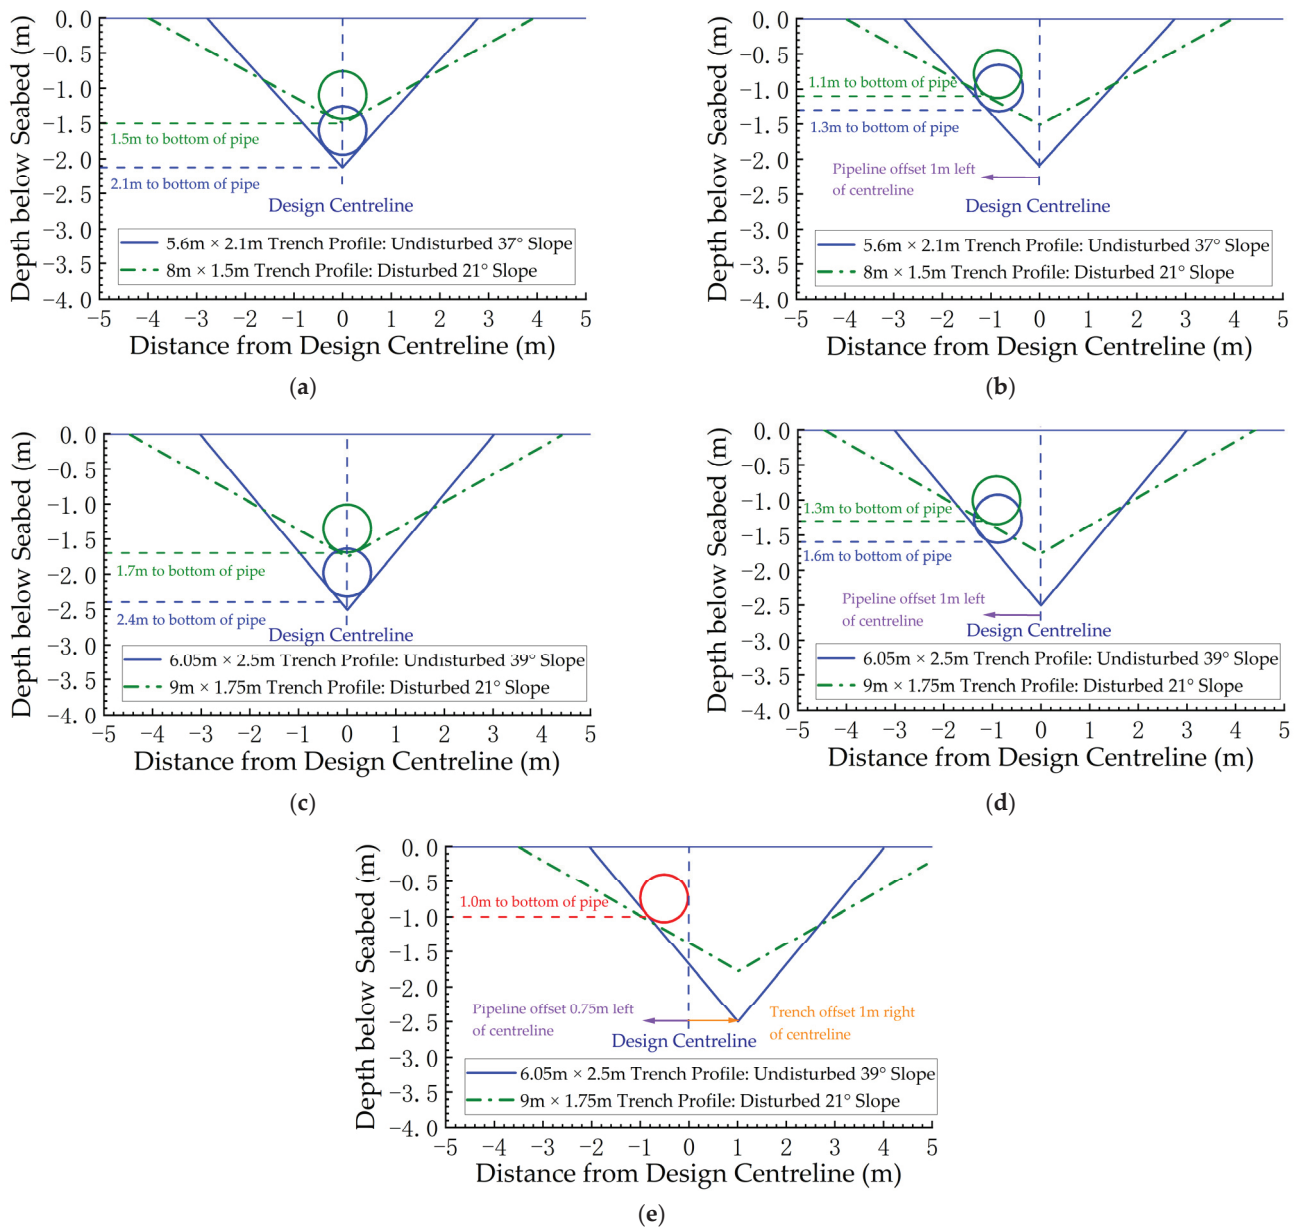 Depth below Seabed (m)
0.0
−0.5
−1.0
−1.5
−2.0
−2.5
−3.0
−3.5
−4.0
1.5m to bottom of pipe
2.1m to bottom of pipe
Design Centreline
5.6m × 2.1m Trench Profile: Undisturbed 37° Slope
8m × 1.5m Trench Profile: Disturbed 21° Slope
−5 −4 −3 −2 −1 0 1 2 3 4 5
Distance from Design Centreline (m)
(a)
Depth below Seabed (m)
0.0
−0.5
−1.0
−1.5
−2.0
−2.5
−3.0
−3.5
−4.0
1.1m to bottom of pipe
1.3m to bottom of pipe
Pipeline offset 1m left
of centreline
Design Centreline
5.6m × 2.1m Trench Profile: Undisturbed 37° Slope
8m × 1.5m Trench Profile: Disturbed 21° Slope
−5 −4 −3 −2 −1 0 1 2 3 4 5
Distance from Design Centreline (m)
(b)
Depth below Seabed (m)
0.0
−0.5
−1.0
−1.5
−2.0
−2.5
−3.0
−3.5
−4.0
1.7m to bottom of pipe
2.4m to bottom of pipe
Design Centreline
6.05m × 2.5m Trench Profile: Undisturbed 39° Slope
9m × 1.75m Trench Profile: Disturbed 21° Slope
−5 −4 −3 −2 −1 0 1 2 3 4 5
Distance from Design Centreline (m)
(c)
Depth below Seabed (m)
0.0
−0.5
−1.0
−1.5
−2.0
−2.5
−3.0
−3.5
−4.0
1.3m to bottom of pipe
1.6m to bottom of pipe
Pipeline offset 1m left
of centreline
Design Centreline
6.05m × 2.5m Trench Profile: Undisturbed 39° Slope
9m × 1.75m Trench Profile: Disturbed 21° Slope
−5 −4 −3 −2 −1 0 1 2 3 4 5
Distance from Design Centreline (m)
(d)
Depth below Seabed (m)
0.0
−0.5
−1.0
−1.5
−2.0
−2.5
−3.0
−3.5
−4.0
1.0m to bottom of pipe
Pipeline offset 0.75m left
of centreline
Trench offset 1m right
of centreline
Design Centreline
6.05m × 2.5m Trench Profile: Undisturbed 39° Slope
9m × 1.75m Trench Profile: Disturbed 21° Slope
−5 −4 −3 −2 −1 0 1 2 3 4 5
Distance from Design Centreline (m)
(e)